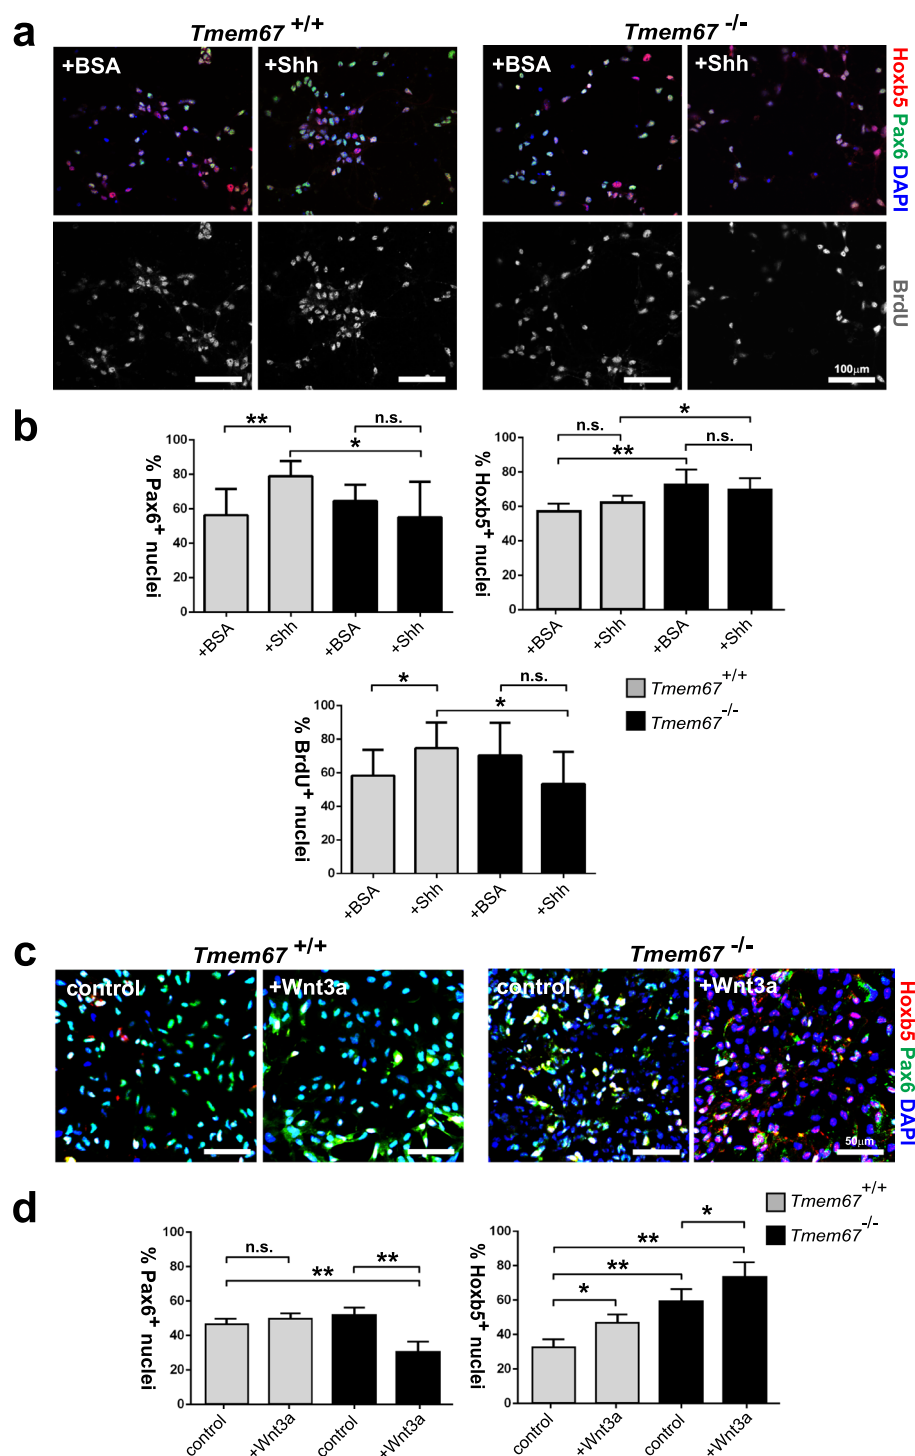 a
Tmem67 +/+
Tmem67 -/-
+BSA
+Shh
+BSA
+Shh
Hoxb5 Pax6 DAPI
BrdU
100µm
b
**
n.s.
*
% Pax6+ nuclei
100
80
60
40
20
0
+BSA
+Shh
+BSA
+Shh
*
n.s.
**
n.s.
% Hoxb5+ nuclei
100
80
60
40
20
0
+BSA
+Shh
+BSA
+Shh
*
n.s.
*
% BrdU+ nuclei
100
80
60
40
20
0
+BSA
+Shh
+BSA
+Shh
Tmem67+/+
Tmem67-/-
c
Tmem67 +/+
Tmem67 -/-
control
+Wnt3a
control
+Wnt3a
Hoxb5 Pax6 DAPI
50µm
d
Tmem67+/+
Tmem67-/-
n.s.
**
**
% Pax6+ nuclei
100
80
60
40
20
0
control
+Wnt3a
control
+Wnt3a
*
**
**
*
% Hoxb5+ nuclei
100
80
60
40
20
0
control
+Wnt3a
control
+Wnt3a